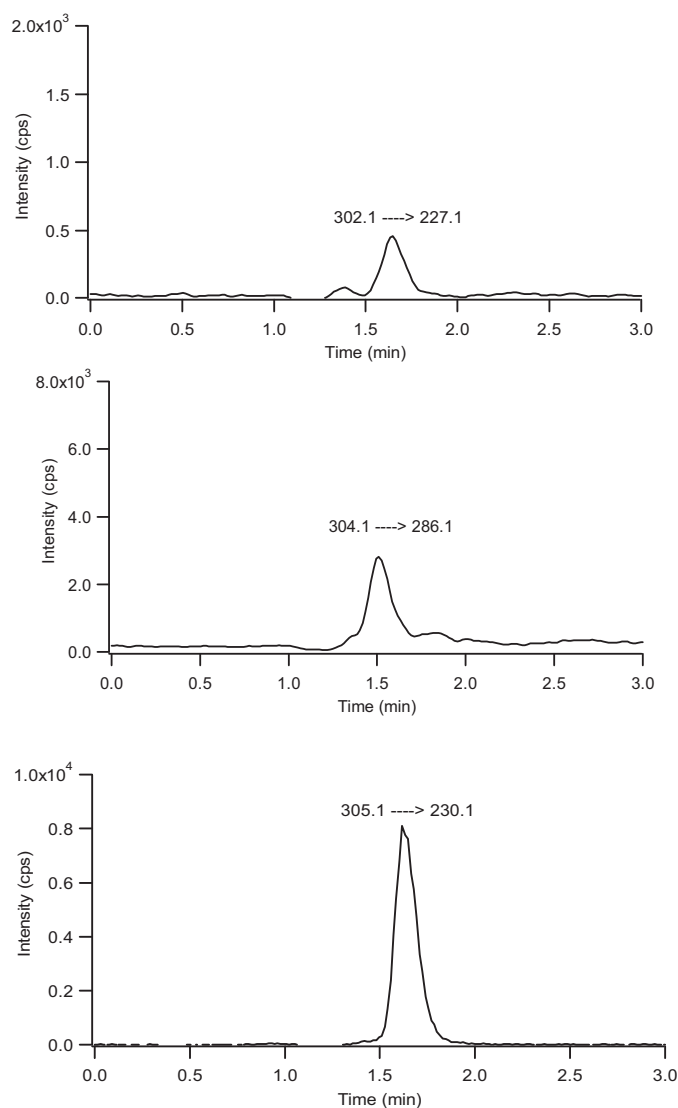 2.0x10³
1.5
1.0
0.5
0.0
Intensity (cps)
302.1 ----> 227.1
0.0 0.5 1.0 1.5 2.0 2.5 3.0
Time (min)
8.0x10³
6.0
4.0
2.0
0.0
Intensity (cps)
304.1 ----> 286.1
0.0 0.5 1.0 1.5 2.0 2.5 3.0
Time (min)
1.0x10⁴
0.8
0.6
0.4
0.2
0.0
Intensity (cps)
305.1 ----> 230.1
0.0 0.5 1.0 1.5 2.0 2.5 3.0
Time (min)